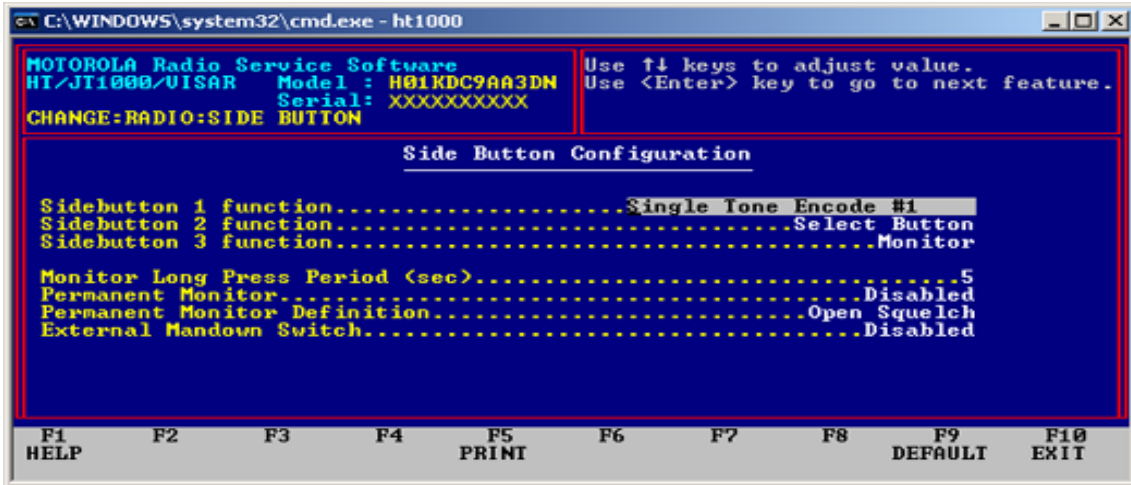 C:\WINDOWS\system32\cmd.exe - ht1000
MOTOROLA Radio Service Software
HT/JT1000/VISAR Model : H01KDC9AA3DN
Serial: XXXXXXXXXX
CHANGE:RADIO:SIDE BUTTON
Use ↑↓ keys to adjust value.
Use <Enter> key to go to next feature.
Side Button Configuration
Sidebutton 1 function.......................Single Tone Encode #1
Sidebutton 2 function.................................Select Button
Sidebutton 3 function.......................................Monitor
Monitor Long Press Period (sec)...................................5
Permanent Monitor..........................................Disabled
Permanent Monitor Definition...........................Open Squelch
External Mandown Switch....................................Disabled
F1 F2 F3 F4 F5 F6 F7 F8 F9 F10
HELP PRINT DEFAULT EXIT